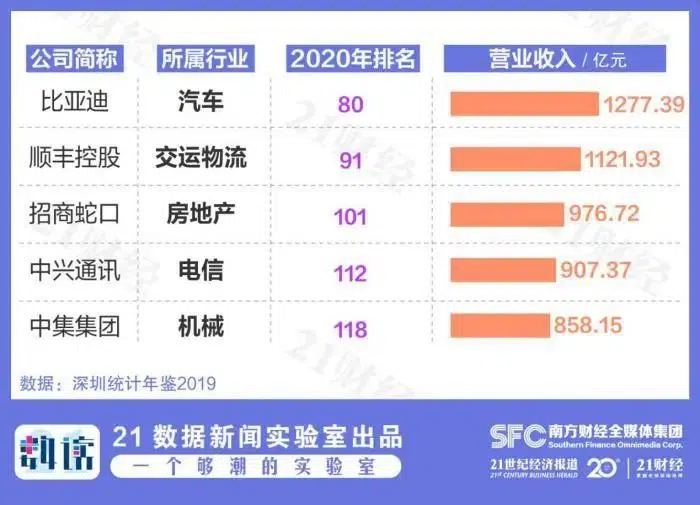 公司简称 所属行业 2020年排名 营业收入 / 亿元
比亚迪 汽车 80 1277.39
顺丰控股 交运物流 91 1121.93
招商蛇口 房地产 101 976.72
中兴通讯 电信 112 907.37
中集集团 机械 118 858.15
数据：深圳统计年鉴2019
21数据新闻实验室出品
一个够潮的实验室
SFC 南方财经全媒体集团
Southern Finance Omnimedia Corp.
21世纪经济报道 20 21财经
21st CENTURY BUSINESS HERALD
21财经